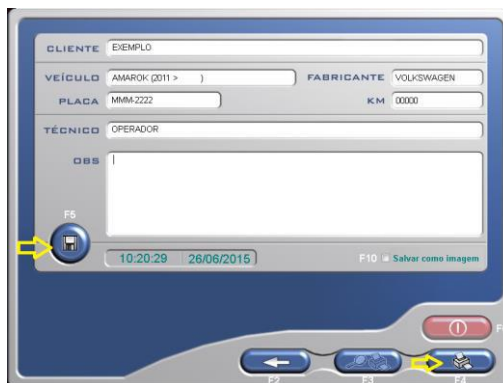 CLIENTE EXEMPLO
VEÍCULO AMAROK (2011 > ) FABRICANTE VOLKSWAGEN
PLACA MMM-2222 KM 00000
TÉCNICO OPERADOR
OBS
F5
10:20:29 26/06/2015 F10 Salvar como imagem
F2 F3 F4